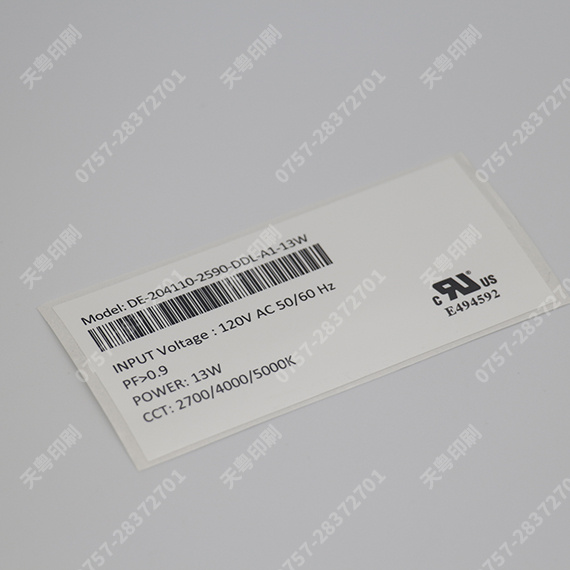 Model: DE-204110-2590-DDL-A1-13W
INPUT Voltage : 120V AC 50/60 Hz
PF>0.9
POWER: 13W
CCT: 2700/4000/5000K
C RU US
E494592
天粤印刷
0757-28372701